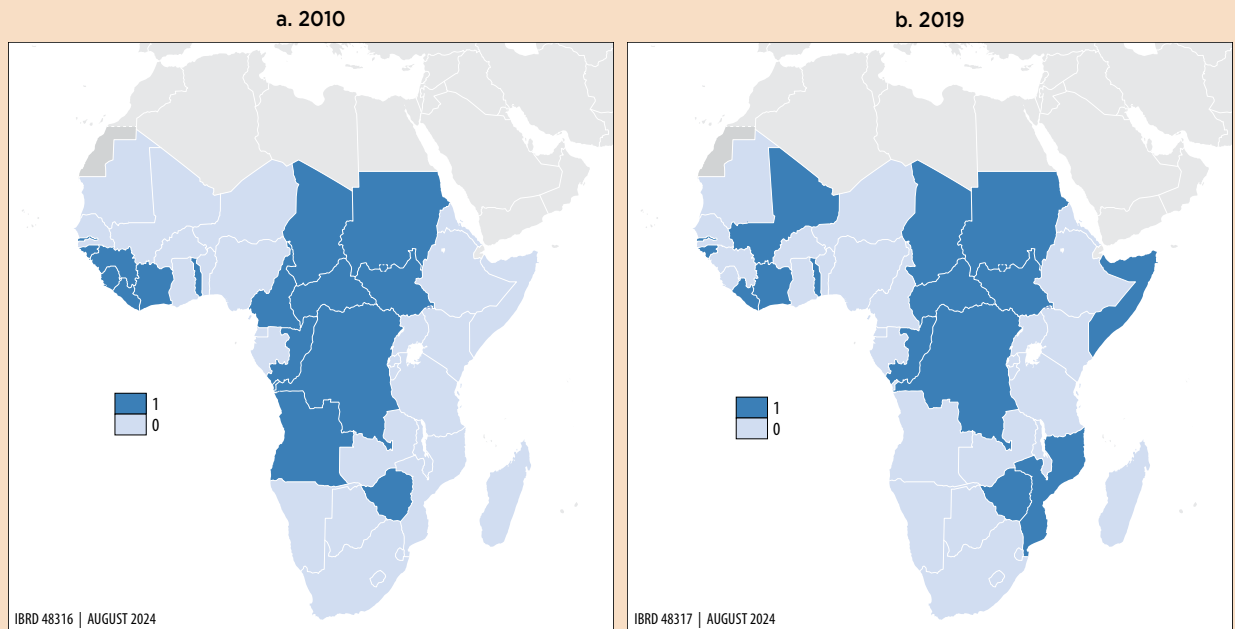 a. 2010
1
0
IBRD 48316 | AUGUST 2024
b. 2019
1
0
IBRD 48317 | AUGUST 2024